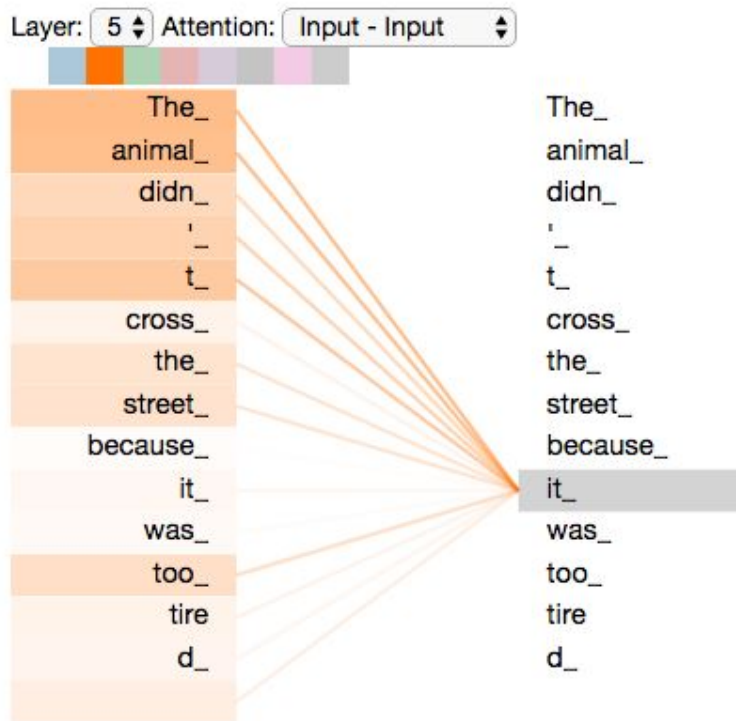 Layer: 5 Attention: Input - Input
The_ The_
animal_ animal_
didn_ didn_
'_ '_
t_ t_
cross_ cross_
the_ the_
street_ street_
because_ because_
it_ it_
was_ was_
too_ too_
tire tire
d_ d_